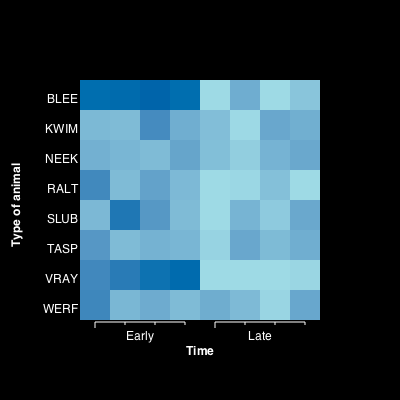 BLEE
KWIM
NEEK
RALT
SLUB
TASP
VRAY
WERF
Type of animal
Early Late
Time